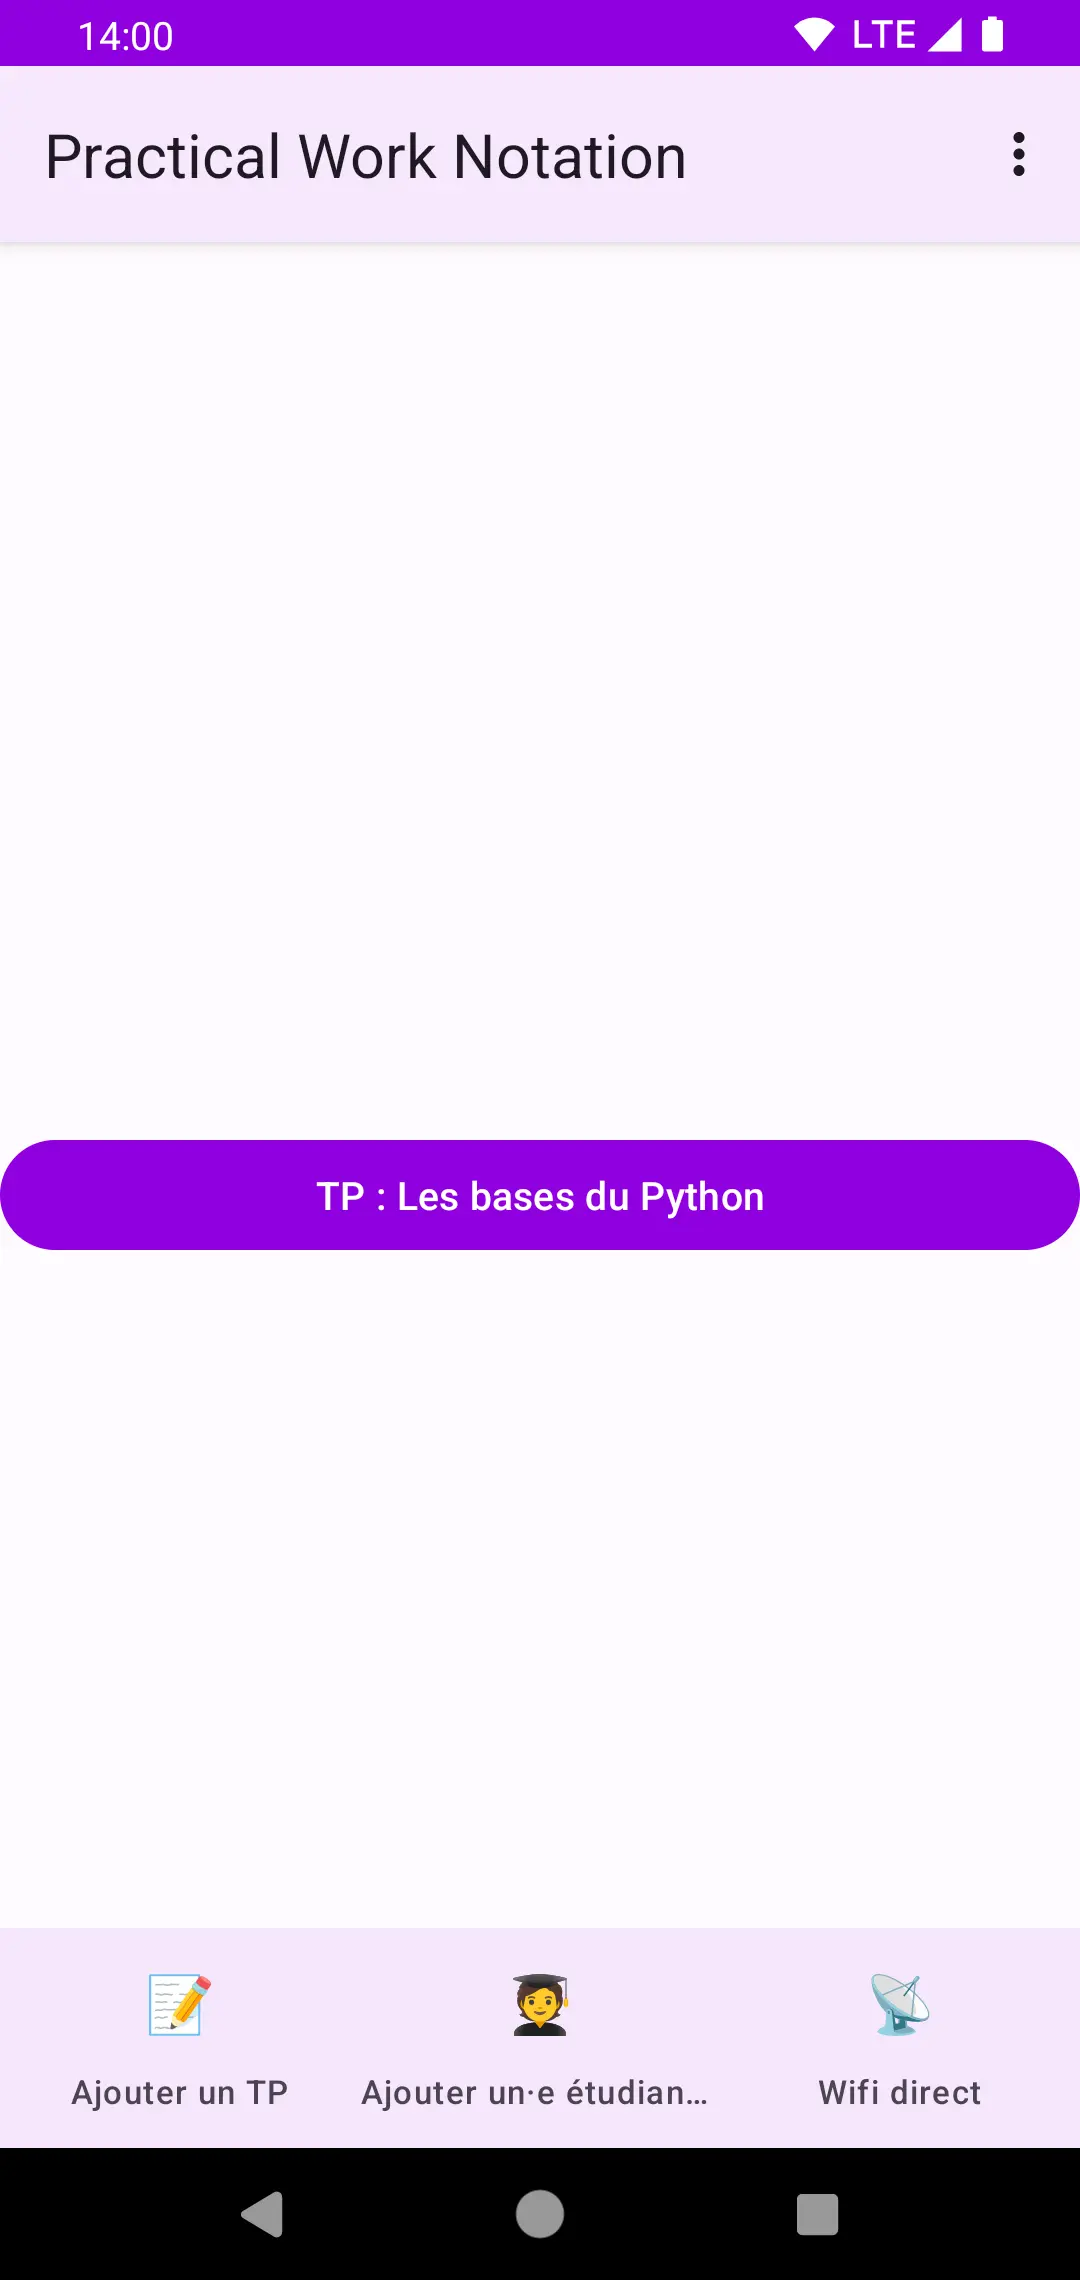 14:00
LTE
Practical Work Notation
TP : Les bases du Python
Ajouter un TP
Ajouter un·e étudian…
Wifi direct